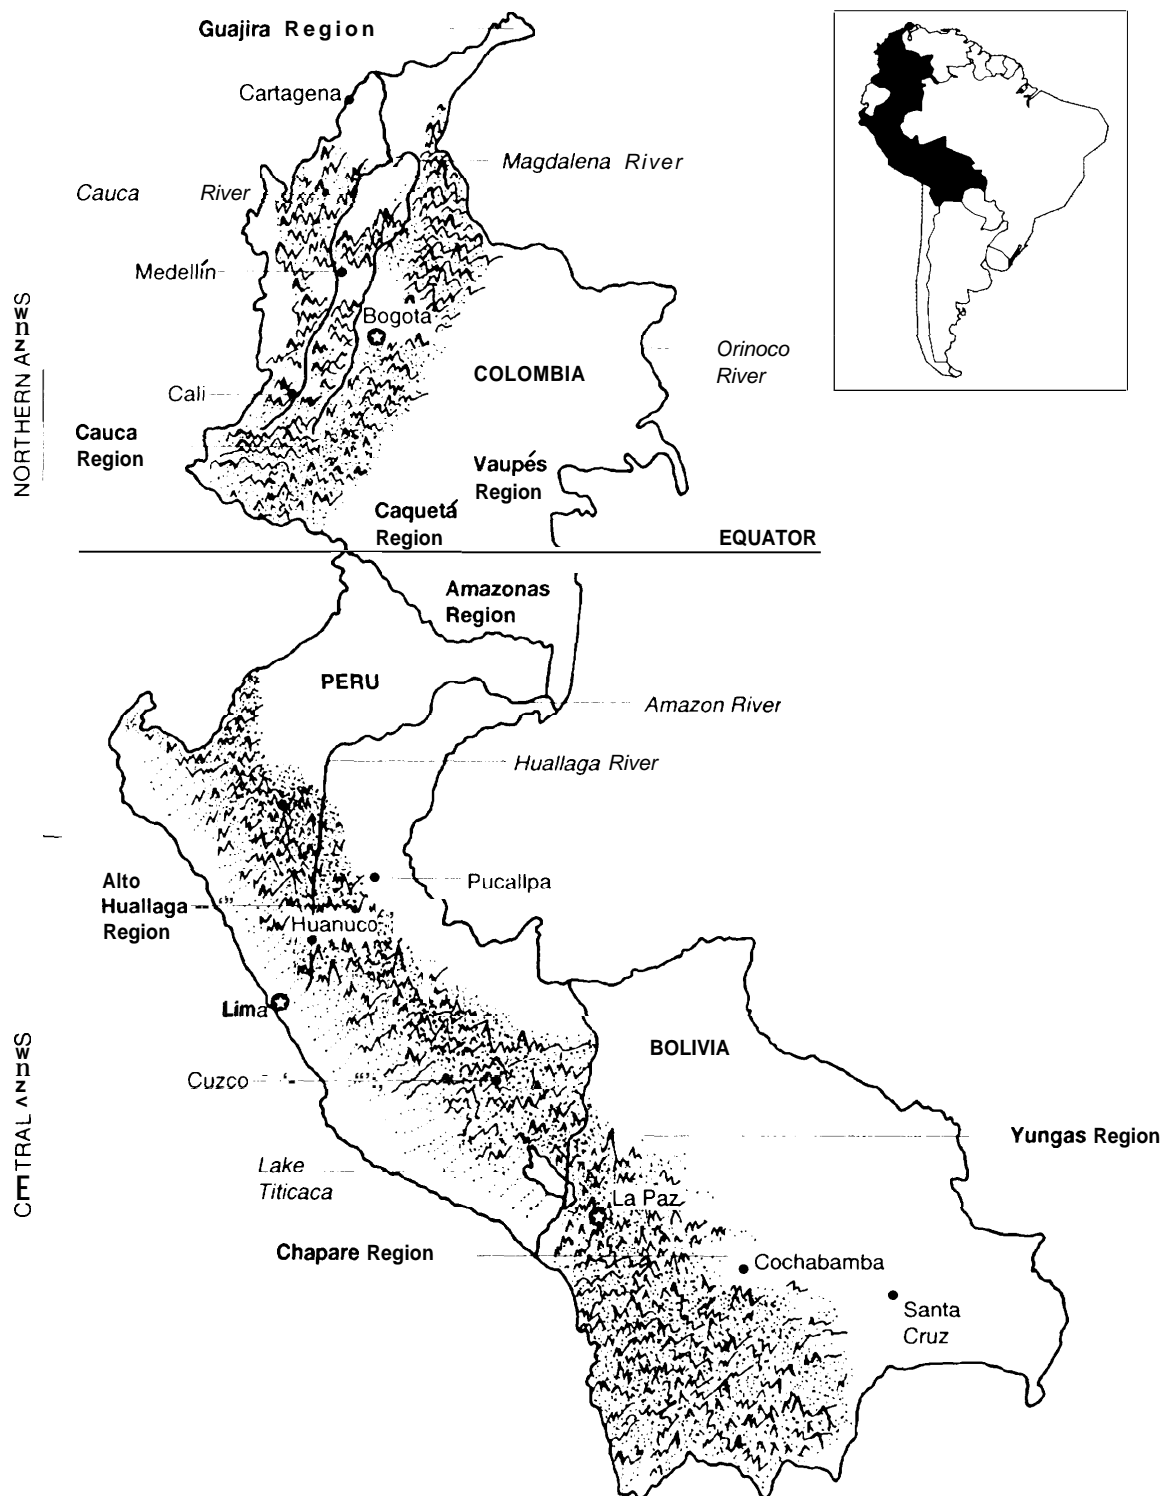 Guajira Region
Cartagena
Magdalena River
Cauca River
Medellín
Bogota
Orinoco
River
COLOMBIA
Cali
Cauca
Region
Vaupés
Region
Caquetá
Region
EQUATOR
NORTHERN
Amazonas
Region
PERU
Amazon River
Huallaga River
Pucallpa
Alto
Huallaga
Region
Huanuco
Lima
BOLIVIA
Cuzco
Yungas Region
Lake
Titicaca
La Paz
Chapare Region
Cochabamba
Santa
Cruz